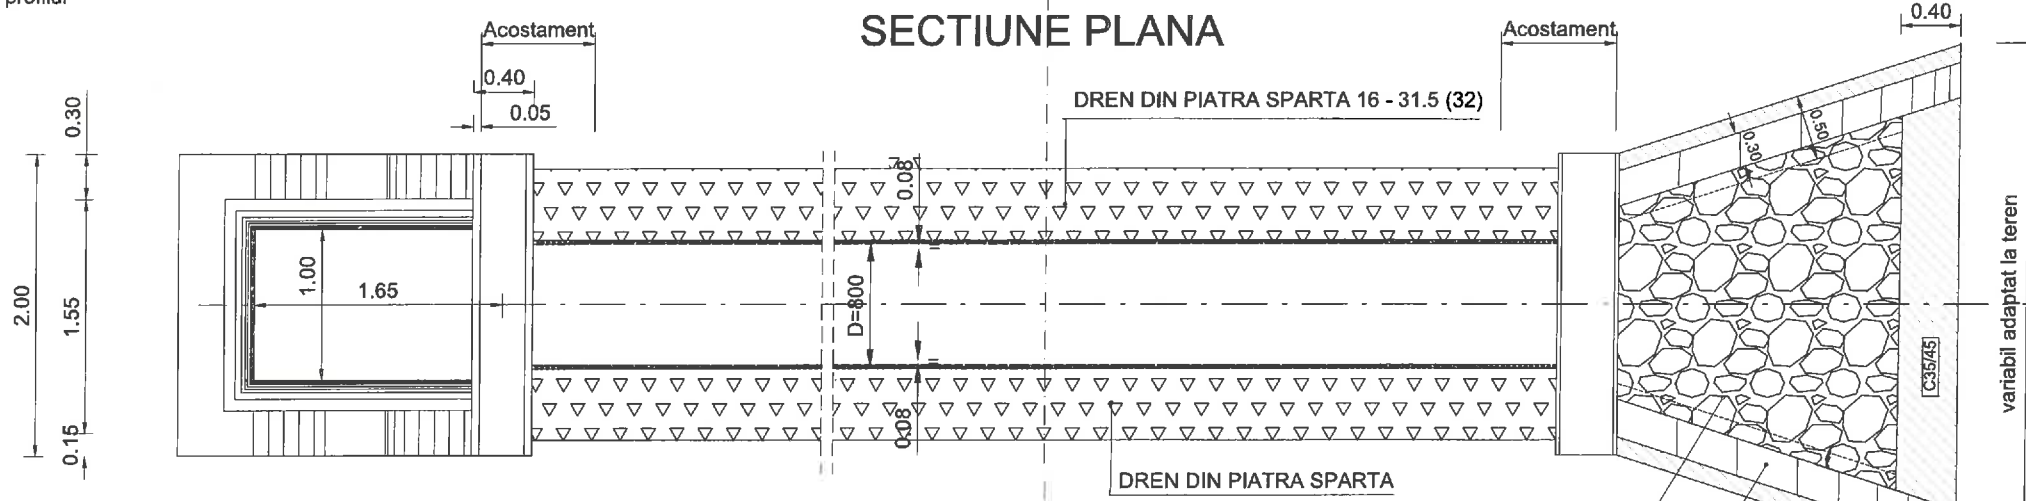 profilul
SECTIUNE PLANA
Acostament
Acostament
0.40
0.40
0.05
0.30
DREN DIN PIATRA SPARTA 16 - 31.5 (32)
0.50
0.30
0.08
1.00
1.65
D=800
2.00
1.55
0.15
0.08
C35/45
variabil adaptat la teren
DREN DIN PIATRA SPARTA